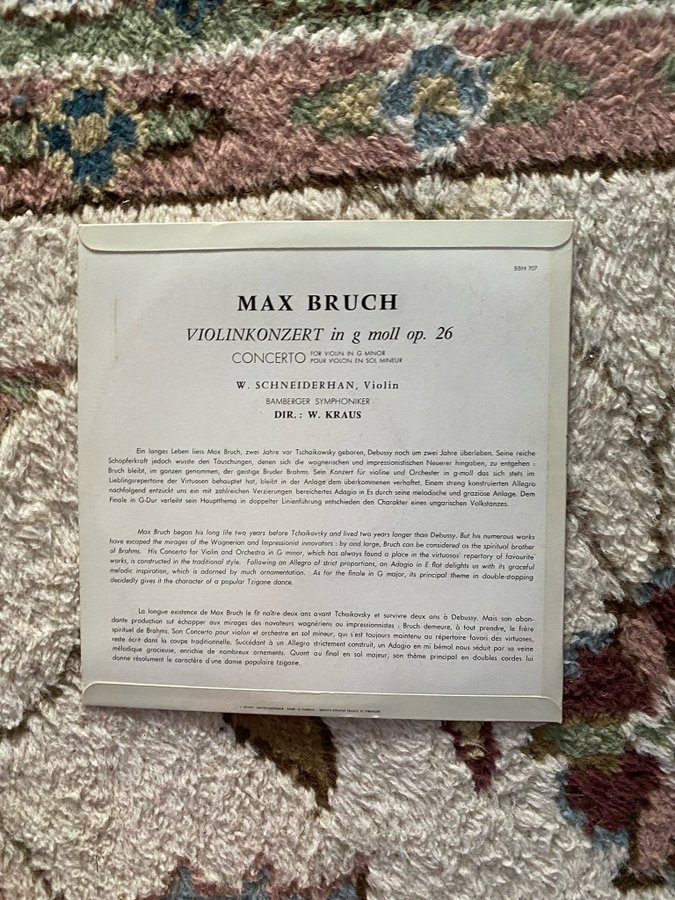 BBH 707
MAX BRUCH
VIOLINKONZERT in g moll op. 26
CONCERTO FOR VIOLIN IN G MINOR
POUR VIOLON EN SOL MINEUR
W. SCHNEIDERHAN, Violin
BAMBERGER SYMPHONIKER
DIR. : W. KRAUS
Ein langes Leben liess Max Bruch, zwei Jahre vor Tschaikowsky geboren, Debussy noch um zwei Jahre überleben. Seine reiche
Schöpferkraft jedoch wusste den Täuschungen, denen sich die wagnerischen und impressionistischen Neuerer hingaben, zu entgehen :
Bruch bleibt, im ganzen genommen, der geistige Bruder Brahms. Sein Konzert für violine und Orchester in g-moll das sich stets im
Lieblingsrepertoire der Virtuosen behauptet hat, bleibt in der Anlage dem überkommenen verhaftet. Einem streng konstruierten Allegro
nachfolgend entzuckt uns ein mit zahlreichen Verzierungen bereichertes Adagio in Es durch seine melodische und graziöse Anlage. Dem
Finale in G-Dur verleiht sein Hauptthema in doppelter Linienführung entschieden den Charakter eines ungarischen Volkstanzes.
Max Bruch began his long life two years before Tchaikovsky and lived two years longer than Debussy. But his numerous works
have escaped the mirages of the Wagnerian and Impressionist innovators : by and large, Bruch can be considered as the spiritual brother
of Brahms. His Concerto for Violin and Orchestra in G minor, which has always found a place in the virtuosos' repertory of favourite
works, is constructed in the traditional style. Following an Allegro of strict proportions, an Adagio in E flat delights us with its graceful
melodic inspiration, which is adorned by much ornamentation. As for the finale in G major, its principal theme in double-stopping
decidedly gives it the character of a popular Tzigane dance.
La longue existence de Max Bruch le fit naître deux ans avant Tchaikovsky et survivre deux ans à Debussy. Mais son abon-
dante production sut échapper aux mirages des novateurs wagnériens ou impressionnistes : Bruch demeure, à tout prendre, le frère
spirituel de Brahms. Son Concerto pour violon et orchestre en sol mineur, qui s'est toujours maintenu au répertoire favori des virtuoses,
reste écrit dans la coupe traditionnelle. Succédant à un Allegro strictement construit, un Adagio en mi bémol nous séduit par sa veine
mélodique gracieuse, enrichie de nombreux ornements. Quant au final en sol majeur, son thème principal en doubles cordes lui
donne résolument le caractère d'une danse populaire tzigane.